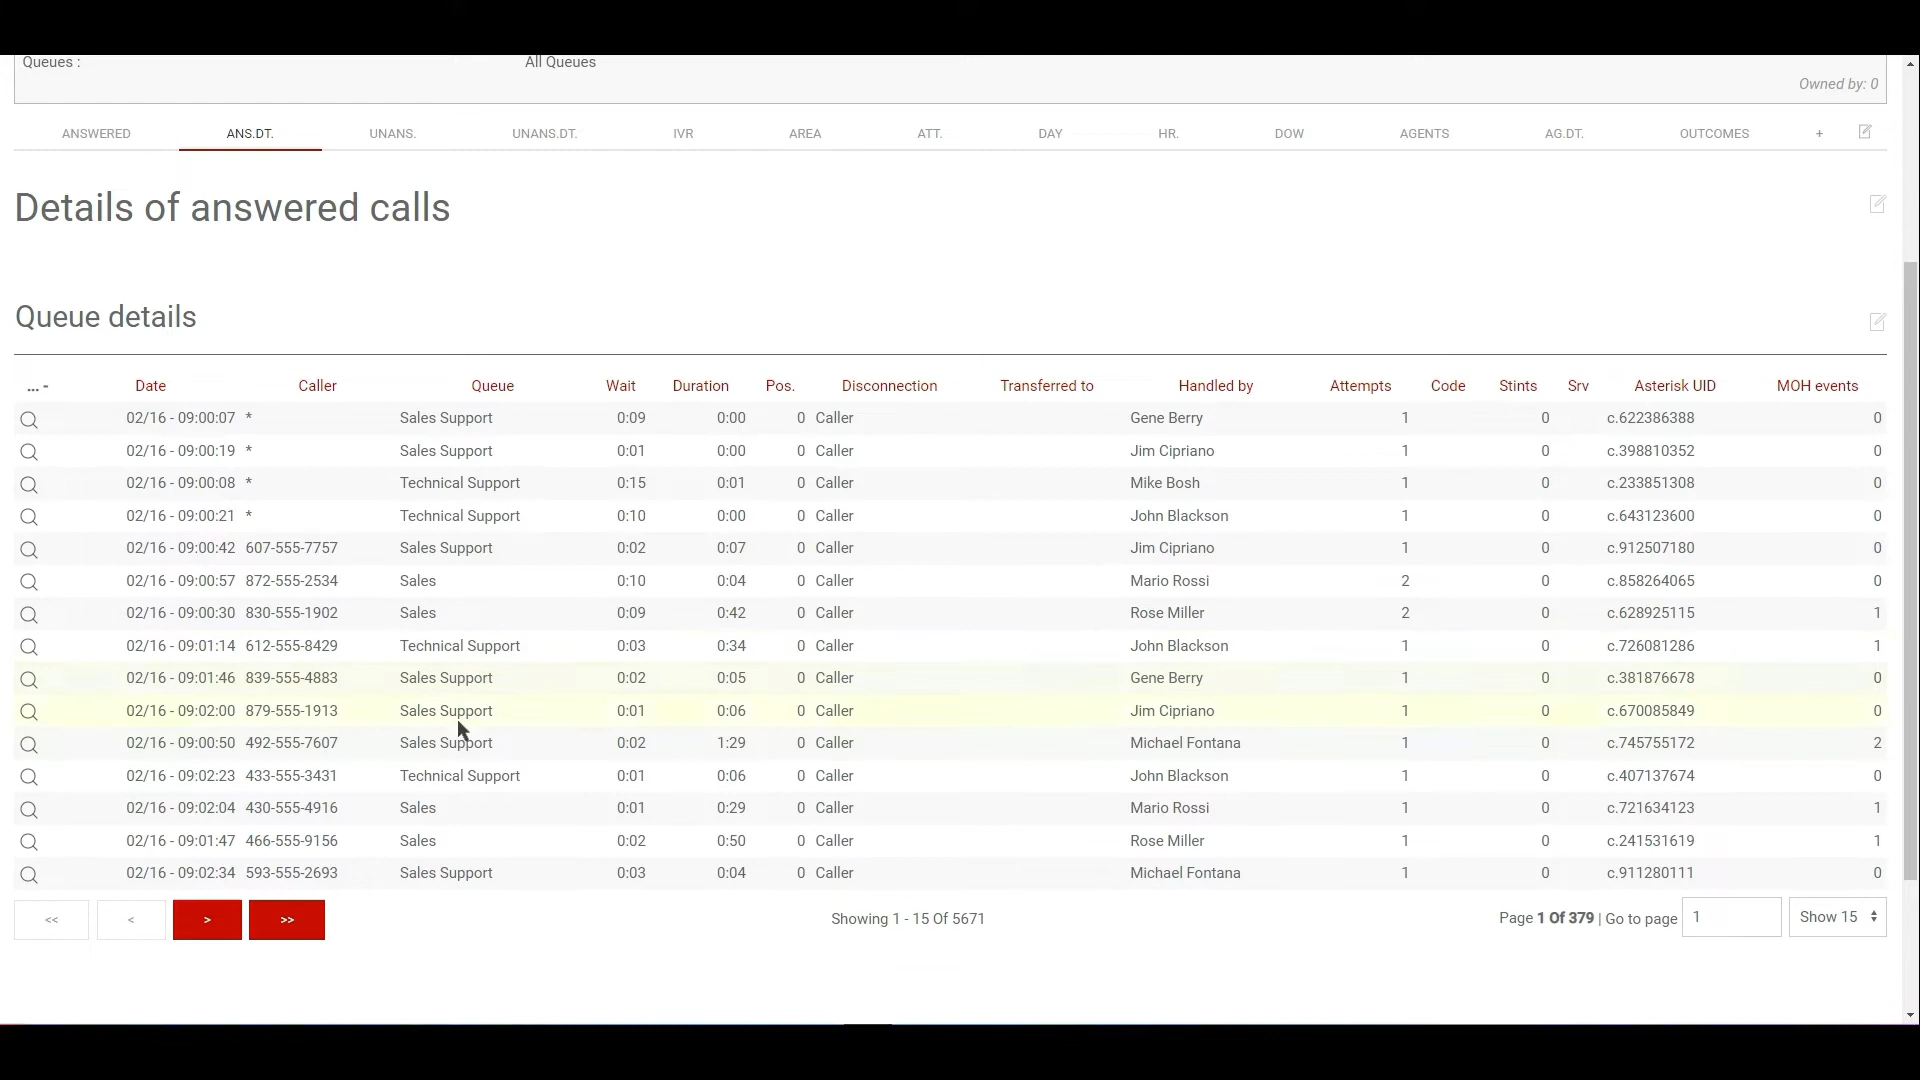 Queues : All Queues
Owned by: 0
ANSWERED ANS.DT. UNANS. UNANS.DT. IVR AREA ATT. DAY HR. DOW AGENTS AG.DT. OUTCOMES +
Details of answered calls
Queue details
... - Date Caller Queue Wait Duration Pos. Disconnection Transferred to Handled by Attempts Code Stints Srv Asterisk UID MOH events
02/16 - 09:00:07 * Sales Support 0:09 0:00 0 Caller Gene Berry 1 0 c.622386388 0
02/16 - 09:00:19 * Sales Support 0:01 0:00 0 Caller Jim Cipriano 1 0 c.398810352 0
02/16 - 09:00:08 * Technical Support 0:15 0:01 0 Caller Mike Bosh 1 0 c.233851308 0
02/16 - 09:00:21 * Technical Support 0:10 0:00 0 Caller John Blackson 1 0 c.643123600 0
02/16 - 09:00:42 607-555-7757 Sales Support 0:02 0:07 0 Caller Jim Cipriano 1 0 c.912507180 0
02/16 - 09:00:57 872-555-2534 Sales 0:10 0:04 0 Caller Mario Rossi 2 0 c.858264065 0
02/16 - 09:00:30 830-555-1902 Sales 0:09 0:42 0 Caller Rose Miller 2 0 c.628925115 1
02/16 - 09:01:14 612-555-8429 Technical Support 0:03 0:34 0 Caller John Blackson 1 0 c.726081286 1
02/16 - 09:01:46 839-555-4883 Sales Support 0:02 0:05 0 Caller Gene Berry 1 0 c.381876678 0
02/16 - 09:02:00 879-555-1913 Sales Support 0:01 0:06 0 Caller Jim Cipriano 1 0 c.670085849 0
02/16 - 09:00:50 492-555-7607 Sales Support 0:02 1:29 0 Caller Michael Fontana 1 0 c.745755172 2
02/16 - 09:02:23 433-555-3431 Technical Support 0:01 0:06 0 Caller John Blackson 1 0 c.407137674 0
02/16 - 09:02:04 430-555-4916 Sales 0:01 0:29 0 Caller Mario Rossi 1 0 c.721634123 1
02/16 - 09:01:47 466-555-9156 Sales 0:02 0:50 0 Caller Rose Miller 1 0 c.241531619 1
02/16 - 09:02:34 593-555-2693 Sales Support 0:03 0:04 0 Caller Michael Fontana 1 0 c.911280111 0
<< < > >> Showing 1 - 15 Of 5671 Page 1 Of 379 | Go to page 1 Show 15